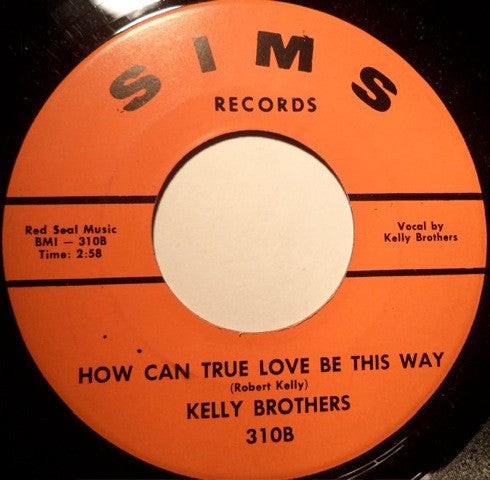 SIMS
RECORDS
Red Seal Music
BMI — 310B
Time: 2:58
Vocal by
Kelly Brothers
HOW CAN TRUE LOVE BE THIS WAY
(Robert Kelly)
KELLY BROTHERS
310B